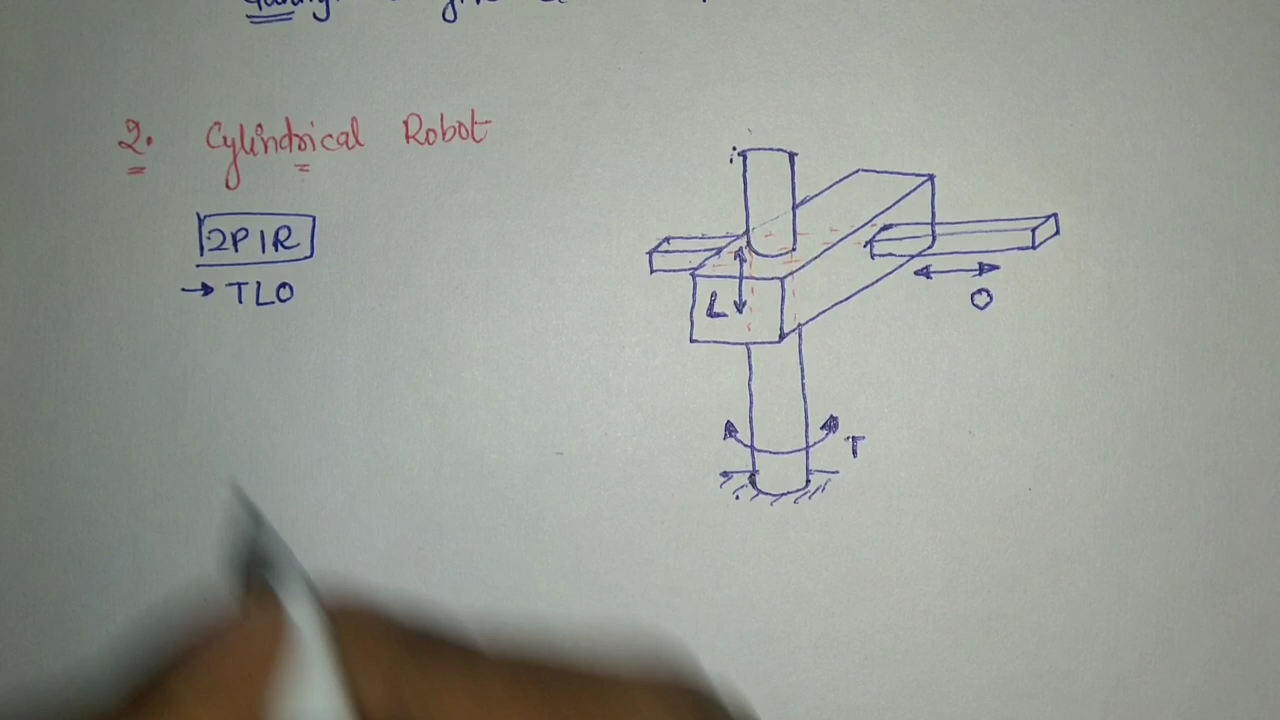 2. Cylindrical Robot
2P1R
→ TLO
L
O
T